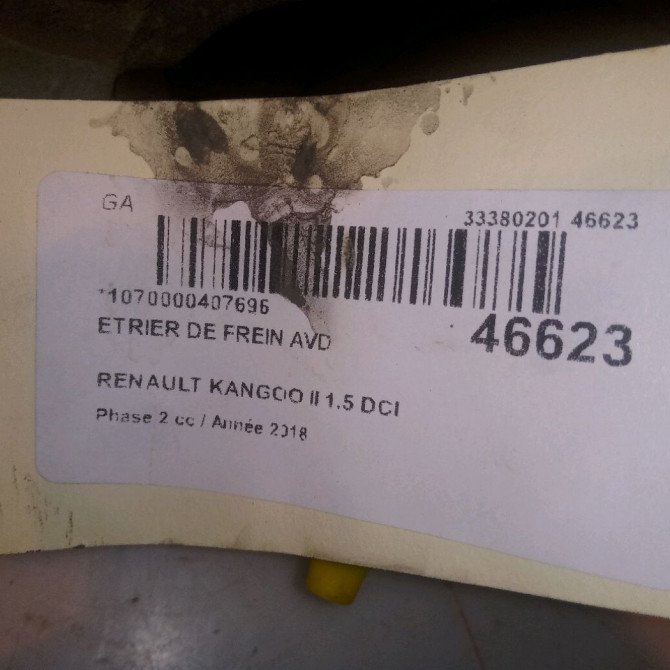 GA
33380201 46623
*1070000407696
46623
ETRIER DE FREIN AVD
RENAULT KANGOO II 1.5 DCI
Phase 2 cc / Année 2018